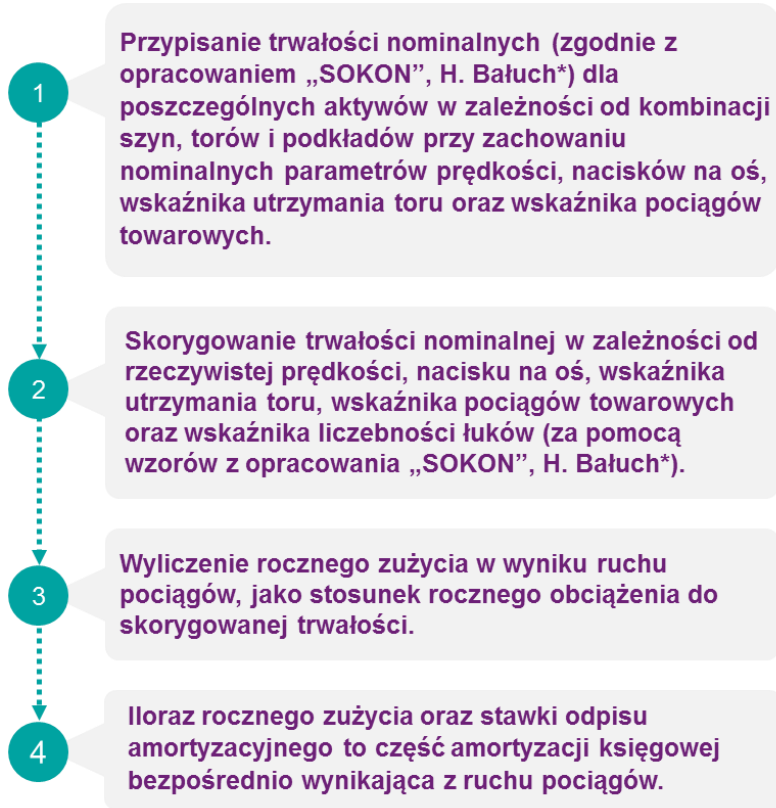 1
Przypisanie trwałości nominalnych (zgodnie z
opracowaniem „SOKON”, H. Bałuch*) dla
poszczególnych aktywów w zależności od kombinacji
szyn, torów i podkładów przy zachowaniu
nominalnych parametrów prędkości, nacisków na oś,
wskaźnika utrzymania toru oraz wskaźnika pociągów
towarowych.
2
Skorygowanie trwałości nominalnej w zależności od
rzeczywistej prędkości, nacisku na oś, wskaźnika
utrzymania toru, wskaźnika pociągów towarowych
oraz wskaźnika liczebności łuków (za pomocą
wzorów z opracowania „SOKON”, H. Bałuch*).
3
Wyliczenie rocznego zużycia w wyniku ruchu
pociągów, jako stosunek rocznego obciążenia do
skorygowanej trwałości.
4
Iloraz rocznego zużycia oraz stawki odpisu
amortyzacyjnego to część amortyzacji księgowej
bezpośrednio wynikająca z ruchu pociągów.